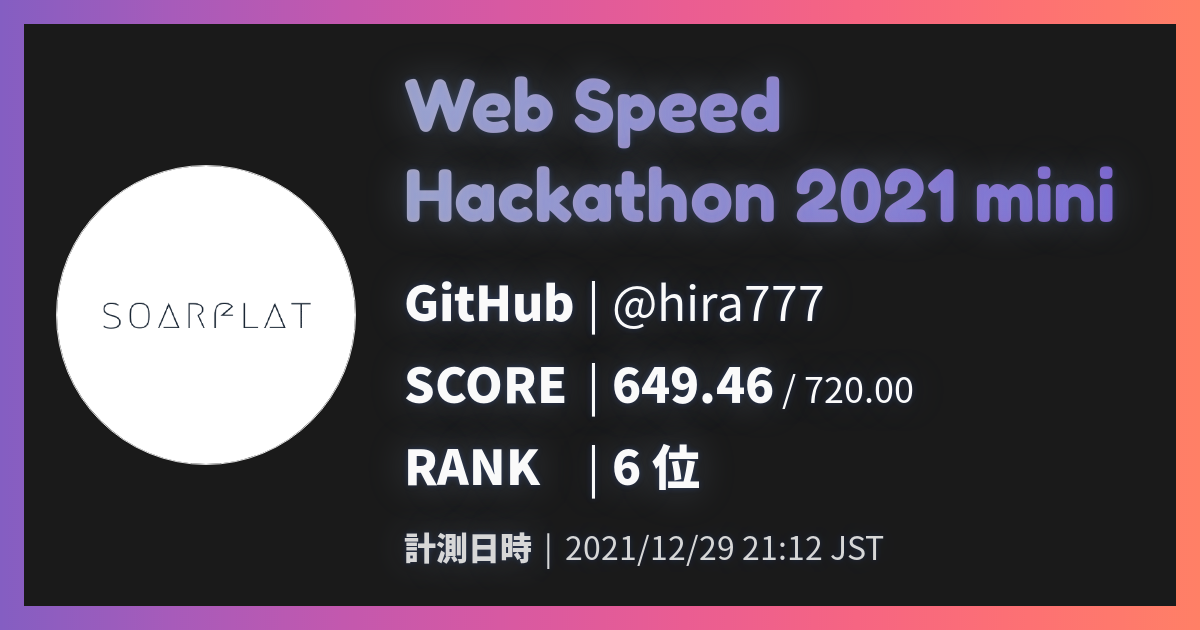 Web Speed
Hackathon 2021 mini
SOARFLAT
GitHub | @hira777
SCORE | 649.46 / 720.00
RANK | 6 位
計測日時 | 2021/12/29 21:12 JST